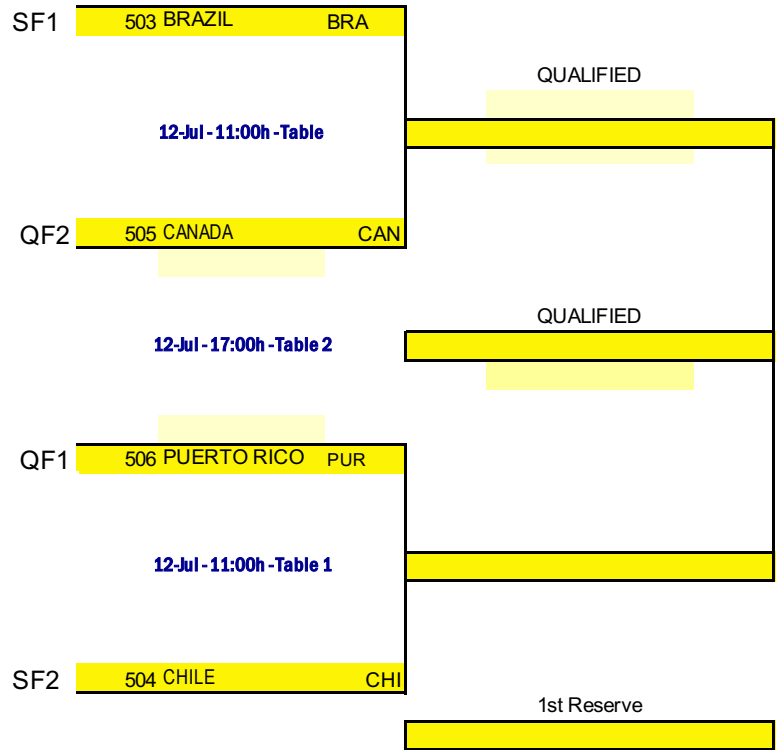 SF1 503 BRAZIL BRA
QUALIFIED
12-Jul - 11:00h - Table
QF2 505 CANADA CAN
QUALIFIED
12-Jul - 17:00h - Table 2
QF1 506 PUERTO RICO PUR
12-Jul - 11:00h - Table 1
SF2 504 CHILE CHI
1st Reserve